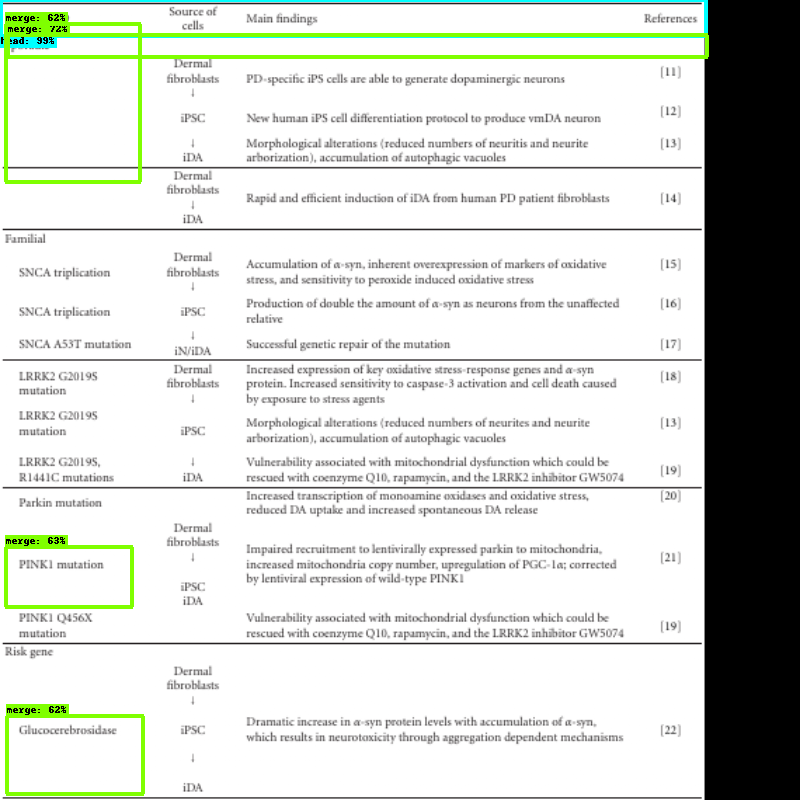 merge: 62%
merge: 72%
head: 99%
Source of cells Main findings References
Dermal fibroblasts
↓
PD-specific iPS cells are able to generate dopaminergic neurons [11]
iPSC New human iPS cell differentiation protocol to produce vmDA neuron [12]
↓
iDA
Morphological alterations (reduced numbers of neuritis and neurite
arborization), accumulation of autophagic vacuoles [13]
Dermal
fibroblasts
↓
iDA
Rapid and efficient induction of iDA from human PD patient fibroblasts [14]
Familial
SNCA triplication
Dermal
fibroblasts
↓
Accumulation of α-syn, inherent overexpression of markers of oxidative
stress, and sensitivity to peroxide induced oxidative stress
[15]
SNCA triplication iPSC
Production of double the amount of α-syn as neurons from the unaffected
relative
[16]
SNCA A53T mutation
↓
iN/iDA
Successful genetic repair of the mutation [17]
LRRK2 G2019S
mutation
Dermal
fibroblasts
↓
Increased expression of key oxidative stress-response genes and α-syn
protein. Increased sensitivity to caspase-3 activation and cell death caused
by exposure to stress agents
[18]
LRRK2 G2019S
mutation
iPSC
Morphological alterations (reduced numbers of neurites and neurite
arborization), accumulation of autophagic vacuoles
[13]
LRRK2 G2019S,
R1441C mutations
↓
iDA
Vulnerability associated with mitochondrial dysfunction which could be
rescued with coenzyme Q10, rapamycin, and the LRRK2 inhibitor GW5074
[19]
Parkin mutation
Increased transcription of monoamine oxidases and oxidative stress,
reduced DA uptake and increased spontaneous DA release
[20]
merge: 63%
PINK1 mutation
Dermal
fibroblasts
↓
iPSC
iDA
Impaired recruitment to lentivirally expressed parkin to mitochondria,
increased mitochondria copy number, upregulation of PGC-1α; corrected
by lentiviral expression of wild-type PINK1
[21]
PINK1 Q456X
mutation
Vulnerability associated with mitochondrial dysfunction which could be
rescued with coenzyme Q10, rapamycin, and the LRRK2 inhibitor GW5074
[19]
Risk gene
merge: 62%
Glucocerebrosidase
Dermal
fibroblasts
↓
iPSC
↓
iDA
Dramatic increase in α-syn protein levels with accumulation of α-syn,
which results in neurotoxicity through aggregation dependent mechanisms
[22]